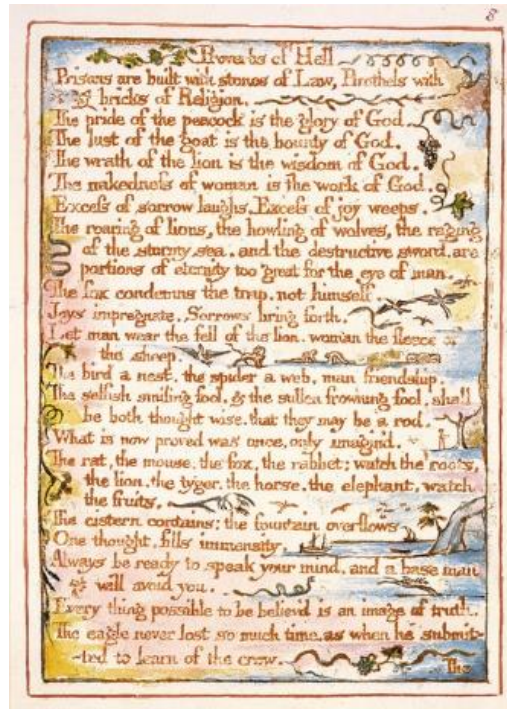 8
Proverbs of Hell
Prisons are built with stones of Law, Brothels with
bricks of Religion.
The pride of the peacock is the glory of God.
The lust of the goat is the bounty of God.
The wrath of the lion is the wisdom of God.
The nakedness of woman is the work of God.
Excess of sorrow laughs. Excess of joy weeps.
The roaring of lions, the howling of wolves, the raging
of the stormy sea, and the destructive sword, are
portions of eternity too great for the eye of man.
The fox condemns the trap, not himself.
Joys impregnate. Sorrows bring forth.
Let man wear the fell of the lion, woman the fleece of
the sheep.
The bird a nest, the spider a web, man friendship.
The selfish smiling fool, & the sullen frowning fool, shall
be both thought wise, that they may be a rod.
What is now proved was once, only imagin'd.
The rat, the mouse, the fox, the rabbet; watch the roots,
the lion, the tyger, the horse, the elephant, watch
the fruits.
The cistern contains: the fountain overflows
One thought, fills immensity.
Always be ready to speak your mind, and a base man
will avoid you.
Every thing possible to be believ'd is an image of truth.
The eagle never lost so much time, as when he submit-
-ted to learn of the crow.
The